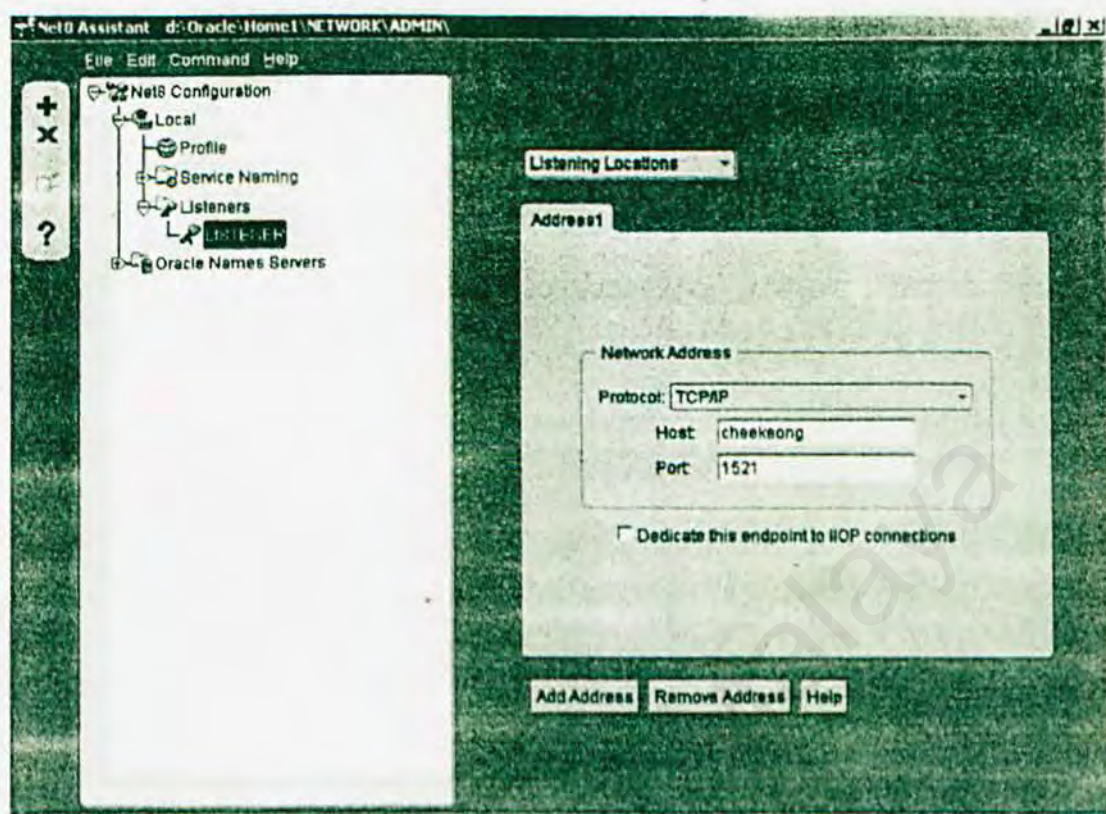 Net8 Assistant d:\Oracle\Home1\NETWORK\ADMIN\
File Edit Command Help
Net8 Configuration
Local
Profile
Service Naming
Listeners
LISTENER
Oracle Names Servers
Listening Locations
Address1
Network Address
Protocol: TCP/IP
Host: cheekeong
Port: 1521
Dedicate this endpoint to IIOP connections
Add Address Remove Address Help